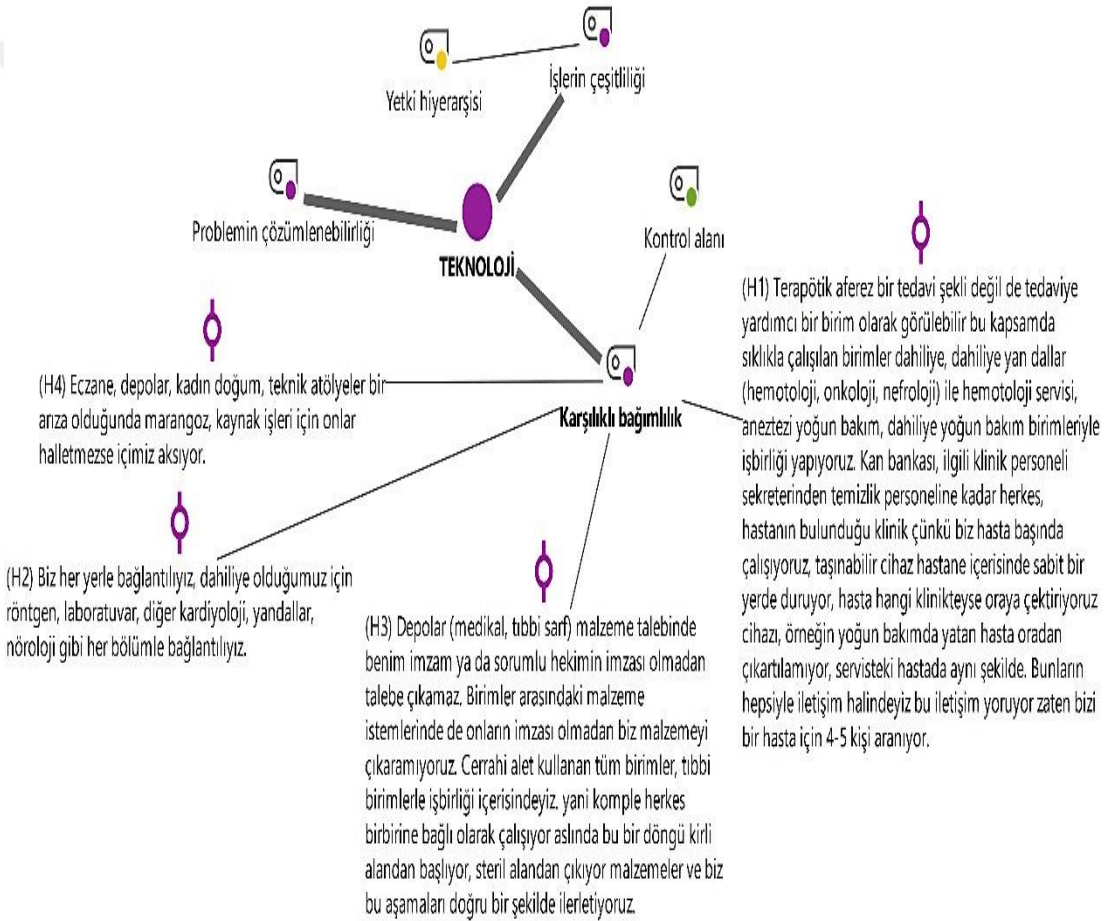 İşlerin çeşitliliği
Yetki hiyerarşisi
Problemin çözümlenebilirliği
TEKNOLOJİ
Kontrol alanı
Karşılıklı bağımlılık
(H4) Eczane, depolar, kadın doğum, teknik atölyeler bir
arıza olduğunda marangoz, kaynak işleri için onlar
halletmezse içimiz aksıyor.
(H2) Biz her yerle bağlantılıyız, dahiliye olduğumuz için
röntgen, laboratuvar, diğer kardiyoloji, yandallar,
nöroloji gibi her bölümle bağlantılıyız.
(H3) Depolar (medikal, tıbbi sarf) malzeme talebinde
benim imzam ya da sorumlu hekimin imzası olmadan
talebe çıkamaz. Birimler arasındaki malzeme
istemlerinde de onların imzası olmadan biz malzemeyi
çıkaramıyoruz. Cerrahi alet kullanan tüm birimler, tıbbi
birimlerle işbirliği içerisindeyiz. yani komple herkes
birbirine bağlı olarak çalışıyor aslında bu bir döngü kirli
alandan başlıyor, steril alandan çıkıyor malzemeler ve biz
bu aşamaları doğru bir şekilde ilerletiyoruz.
(H1) Terapötik aferez bir tedavi şekli değil de tedaviye
yardımcı bir birim olarak görülebilir bu kapsamda
sıklıkla çalışılan birimler dahiliye, dahiliye yan dallar
(hemotoloji, onkoloji, nefroloji) ile hemotoloji servisi,
aneztezi yoğun bakım, dahiliye yoğun bakım birimleriyle
işbirliği yapıyoruz. Kan bankası, ilgili klinik personeli
sekreterinden temizlik personeline kadar herkes,
hastanın bulunduğu klinik çünkü biz hasta başında
çalışıyoruz, taşınabilir cihaz hastane içerisinde sabit bir
yerde duruyor, hasta hangi klinikteyse oraya çektiriyoruz
cihazı, örneğin yoğun bakımda yatan hasta oradan
çıkartılamıyor, servisteki hastada aynı şekilde. Bunların
hepsiyle iletişim halindeyiz bu iletişim yoruyor zaten bizi
bir hasta için 4-5 kişi aranıyor.